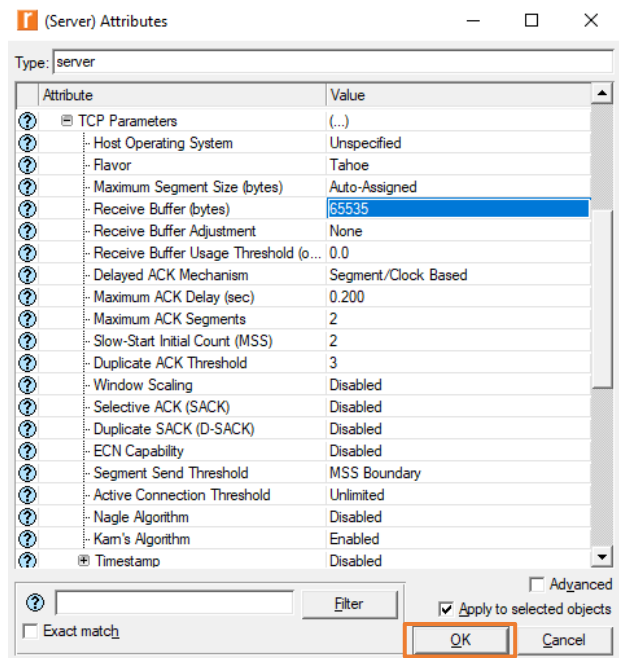 (Server) Attributes
Type: server
Attribute Value
TCP Parameters (...)
Host Operating System Unspecified
Flavor Tahoe
Maximum Segment Size (bytes) Auto-Assigned
Receive Buffer (bytes) 65535
Receive Buffer Adjustment None
Receive Buffer Usage Threshold (o... 0.0
Delayed ACK Mechanism Segment/Clock Based
Maximum ACK Delay (sec) 0.200
Maximum ACK Segments 2
Slow-Start Initial Count (MSS) 2
Duplicate ACK Threshold 3
Window Scaling Disabled
Selective ACK (SACK) Disabled
Duplicate SACK (D-SACK) Disabled
ECN Capability Disabled
Segment Send Threshold MSS Boundary
Active Connection Threshold Unlimited
Nagle Algorithm Disabled
Karn's Algorithm Enabled
Timestamp Disabled
Advanced
Filter
Apply to selected objects
Exact match
OK Cancel